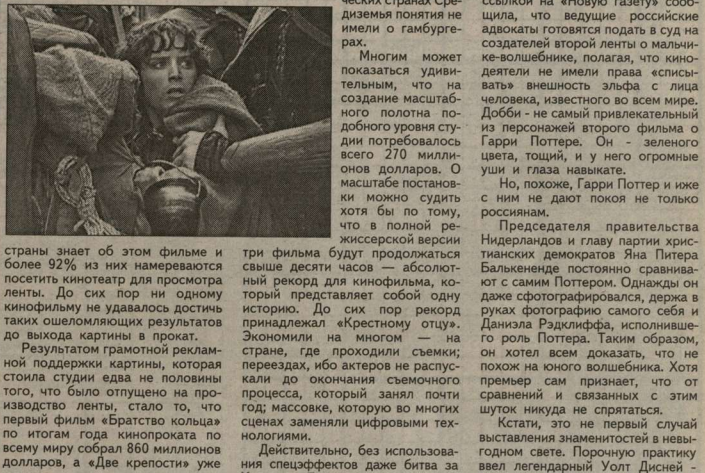 страны знает об этом фильме и
более 92% из них намереваются
посетить кинотеатр для просмотра
ленты. До сих пор ни одному
кинофильму не удавалось достичь
таких ошеломляющих результатов
до выхода картины в прокат.
Результатом грамотной реклам-
ной поддержки картины, которая
стоила студии едва не половины
того, что было отпущено на про-
изводство ленты, стало то, что
первый фильм «Братство кольца»
по итогам года кинопроката по
всему миру собрал 860 миллионов
долларов, а «Две крепости» уже
ческих странах Сре-
диземья понятия не
имели о гамбурге-
рах.
Многим может
показаться удиви-
тельным, что на
создание масштаб-
ного полотна по-
добного уровня сту-
дии потребовалось
всего 270 милли-
онов долларов. О
масштабе постанов-
ки можно судить
хотя бы по тому,
что в полной ре-
жиссерской версии
три фильма будут продолжаться
свыше десяти часов — абсолют-
ный рекорд для кинофильма, ко-
торый представляет собой одну
историю. До сих пор рекорд
принадлежал «Крестному отцу».
Экономили на многом — на
стране, где проходили съемки;
переездах, ибо актеров не распус-
кали до окончания съемочного
процесса, который занял почти
год; массовке, которую во многих
сценах заменяли цифровыми тех-
нологиями.
Действительно, без использова-
ния спецэффектов даже битва за
ссылкой на «Новую газету» сооб-
щила, что ведущие российские
адвокаты готовятся подать в суд на
создателей второй ленты о мальчи-
ке-волшебнике, полагая, что кино-
деятели не имели права «списы-
вать» внешность эльфа с лица
человека, известного во всем мире.
Добби - не самый привлекательный
из персонажей второго фильма о
Гарри Поттере. Он - зеленого
цвета, тощий, и у него огромные
уши и глаза навыкате.
Но, похоже, Гарри Поттер и иже
с ним не дают покоя не только
россиянам.
Председателя правительства
Нидерландов и главу партии хрис-
тианских демократов Яна Питера
Балькененде постоянно сравнива-
ют с самим Поттером. Однажды он
даже сфотографировался, держа в
руках фотографию самого себя и
Даниэла Рэдклиффа, исполнивше-
го роль Поттера. Таким образом,
он хотел всем доказать, что не
похож на юного волшебника. Хотя
премьер сам признает, что от
сравнений и связанных с этим
шуток никуда не спрятаться.
Кстати, это не первый случай
выставления знаменитостей в невы-
годном свете. Порочную практику
ввел легендарный Уолл Дисней -